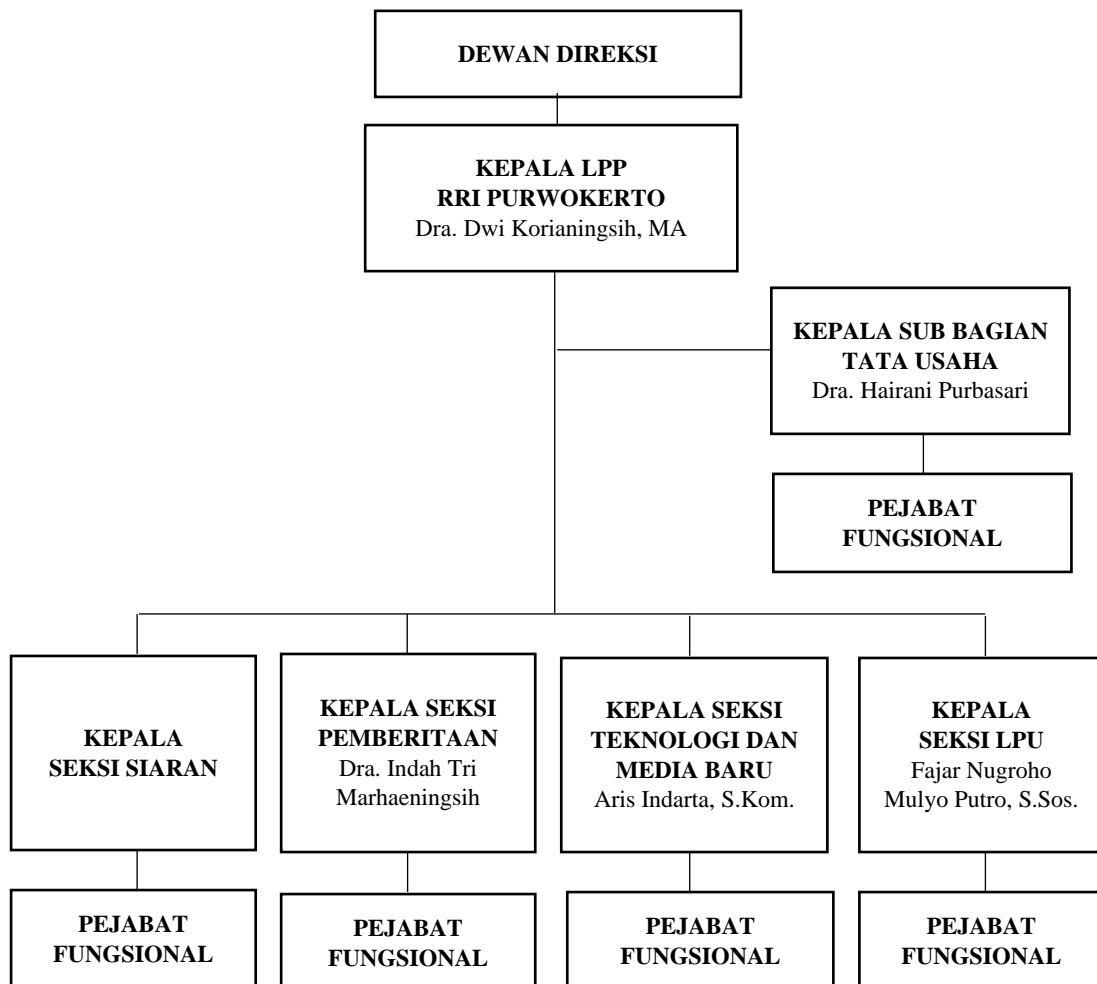 DEWAN DIREKSI
KEPALA LPP
RRI PURWOKERTO
Dra. Dwi Korianingsih, MA
KEPALA SUB BAGIAN
TATA USAHA
Dra. Hairani Purbasari
PEJABAT
FUNGSIONAL
KEPALA
SEKSI SIARAN
KEPALA SEKSI
PEMBERITAAN
Dra. Indah Tri
Marhaeningsih
KEPALA SEKSI
TEKNOLOGI DAN
MEDIA BARU
Aris Indarta, S.Kom.
KEPALA
SEKSI LPU
Fajar Nugroho
Mulyo Putro, S.Sos.
PEJABAT
FUNGSIONAL
PEJABAT
FUNGSIONAL
PEJABAT
FUNGSIONAL
PEJABAT
FUNGSIONAL